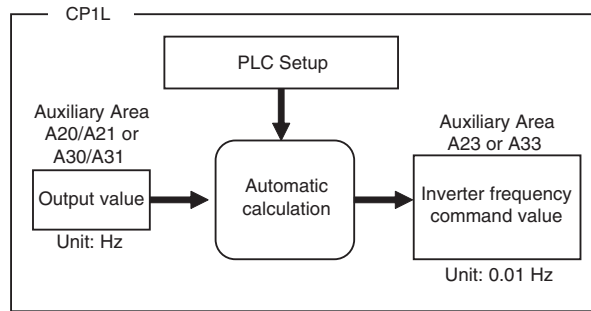 CP1L
PLC Setup
Auxiliary Area
A20/A21 or
A30/A31
Output value
Unit: Hz
Automatic
calculation
Auxiliary Area
A23 or A33
Inverter frequency
command value
Unit: 0.01 Hz